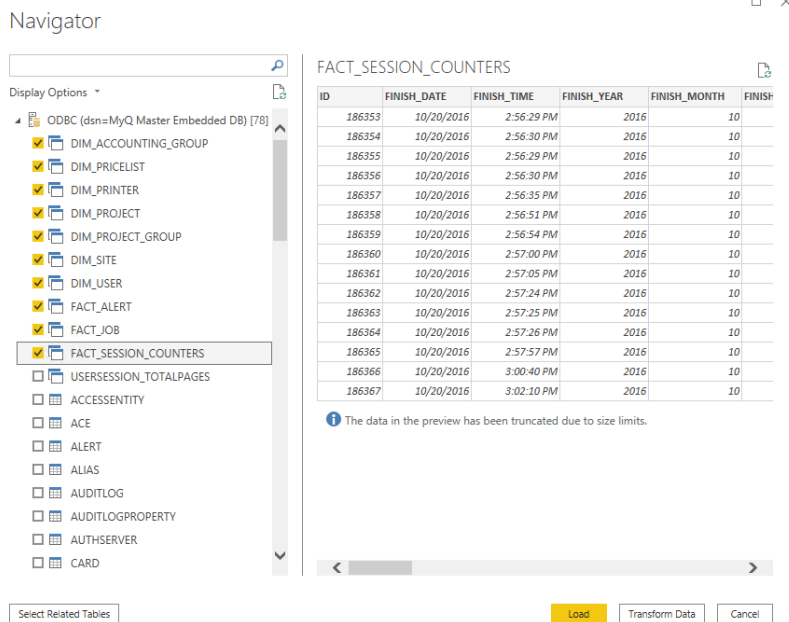 Navigator
Display Options
ODBC (dsn=MyQ Master Embedded DB) [78]
DIM_ACCOUNTING_GROUP
DIM_PRICELIST
DIM_PRINTER
DIM_PROJECT
DIM_PROJECT_GROUP
DIM_SITE
DIM_USER
FACT_ALERT
FACT_JOB
FACT_SESSION_COUNTERS
USERSESSION_TOTALPAGES
ACCESSENTITY
ACE
ALERT
ALIAS
AUDITLOG
AUDITLOGPROPERTY
AUTHSERVER
CARD
FACT_SESSION_COUNTERS
ID FINISH_DATE FINISH_TIME FINISH_YEAR FINISH_MONTH FINISH
186353 10/20/2016 2:56:29 PM 2016 10
186354 10/20/2016 2:56:30 PM 2016 10
186355 10/20/2016 2:56:29 PM 2016 10
186356 10/20/2016 2:56:30 PM 2016 10
186357 10/20/2016 2:56:35 PM 2016 10
186358 10/20/2016 2:56:51 PM 2016 10
186359 10/20/2016 2:56:54 PM 2016 10
186360 10/20/2016 2:57:00 PM 2016 10
186361 10/20/2016 2:57:05 PM 2016 10
186362 10/20/2016 2:57:24 PM 2016 10
186363 10/20/2016 2:57:25 PM 2016 10
186364 10/20/2016 2:57:26 PM 2016 10
186365 10/20/2016 2:57:57 PM 2016 10
186366 10/20/2016 3:00:40 PM 2016 10
186367 10/20/2016 3:02:10 PM 2016 10
The data in the preview has been truncated due to size limits.
Select Related Tables
Load
Transform Data
Cancel